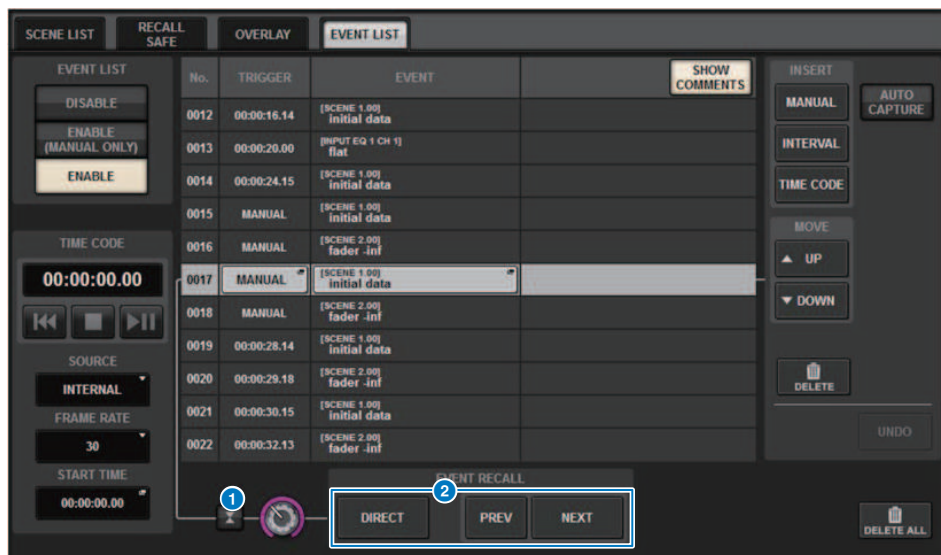 SCENE LIST
RECALL
SAFE
OVERLAY
EVENT LIST
EVENT LIST
DISABLE
ENABLE
(MANUAL ONLY)
ENABLE
TIME CODE
00:00:00.00
SOURCE
INTERNAL
FRAME RATE
30
START TIME
00:00:00.00
No. TRIGGER EVENT SHOW COMMENTS
0012 00:00:16.14 [SCENE 1.00] initial data
0013 00:00:20.00 [INPUT EQ 1 CH 1] flat
0014 00:00:24.15 [SCENE 1.00] initial data
0015 MANUAL [SCENE 1.00] initial data
0016 MANUAL [SCENE 2.00] fader -inf
0017 MANUAL [SCENE 1.00] initial data
0018 MANUAL [SCENE 2.00] fader -inf
0019 00:00:28.14 [SCENE 1.00] initial data
0020 00:00:29.18 [SCENE 2.00] fader -inf
0021 00:00:30.15 [SCENE 1.00] initial data
0022 00:00:32.13 [SCENE 2.00] fader -inf
INSERT
MANUAL
AUTO
CAPTURE
INTERVAL
TIME CODE
MOVE
UP
DOWN
DELETE
UNDO
EVENT RECALL
1
2
DIRECT PREV NEXT
DELETE ALL